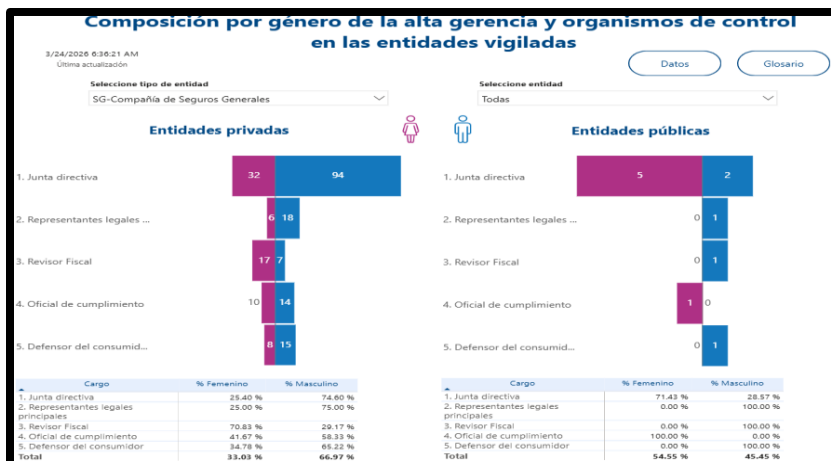 Composición por género de la alta gerencia y organismos de control
en las entidades vigiladas
3/24/2026 6:36:21 AM
Última actualización
Datos
Glosario
Seleccione tipo de entidad
SG-Compañía de Seguros Generales
Seleccione entidad
Todas
Entidades privadas
Entidades públicas
1. Junta directiva
32
94
2. Representantes legales ...
6
18
3. Revisor Fiscal
17
7
4. Oficial de cumplimiento
10
14
5. Defensor del consumid...
8
15
1. Junta directiva
5
2
2. Representantes legales ...
0
1
3. Revisor Fiscal
0
1
4. Oficial de cumplimiento
1
0
5. Defensor del consumid...
0
1
Cargo % Femenino % Masculino
1. Junta directiva 25.40 % 74.60 %
2. Representantes legales 25.00 % 75.00 %
principales
3. Revisor Fiscal 70.83 % 29.17 %
4. Oficial de cumplimiento 41.67 % 58.33 %
5. Defensor del consumidor 34.78 % 65.22 %
Total 33.03 % 66.97 %
Cargo % Femenino % Masculino
1. Junta directiva 71.43 % 28.57 %
2. Representantes legales 0.00 % 100.00 %
principales
3. Revisor Fiscal 0.00 % 100.00 %
4. Oficial de cumplimiento 100.00 % 0.00 %
5. Defensor del consumidor 0.00 % 100.00 %
Total 54.55 % 45.45 %